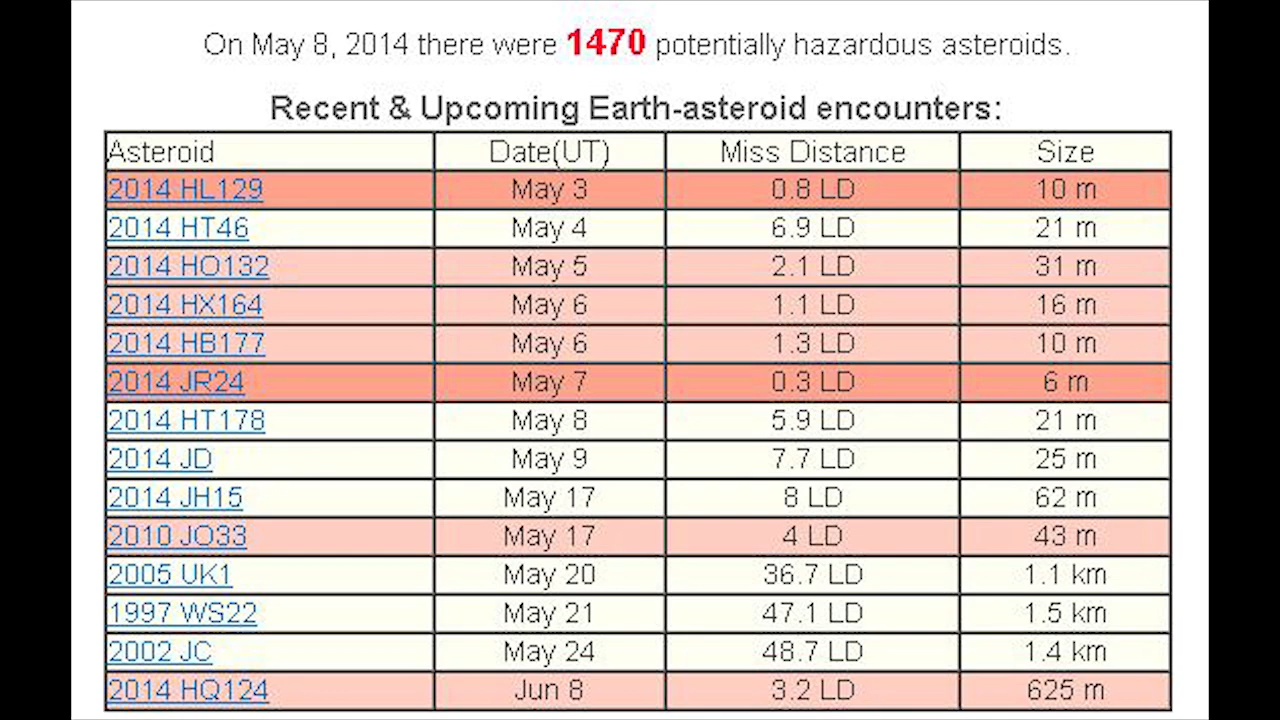 On May 8, 2014 there were 1470 potentially hazardous asteroids.
Recent & Upcoming Earth-asteroid encounters:
Asteroid Date(UT) Miss Distance Size
2014 HL129 May 3 0.8 LD 10 m
2014 HT46 May 4 6.9 LD 21 m
2014 HO132 May 5 2.1 LD 31 m
2014 HX164 May 6 1.1 LD 16 m
2014 HB177 May 6 1.3 LD 10 m
2014 JR24 May 7 0.3 LD 6 m
2014 HT178 May 8 5.9 LD 21 m
2014 JD May 9 7.7 LD 25 m
2014 JH15 May 17 8 LD 62 m
2010 JO33 May 17 4 LD 43 m
2005 UK1 May 20 36.7 LD 1.1 km
1997 WS22 May 21 47.1 LD 1.5 km
2002 JC May 24 48.7 LD 1.4 km
2014 HQ124 Jun 8 3.2 LD 625 m